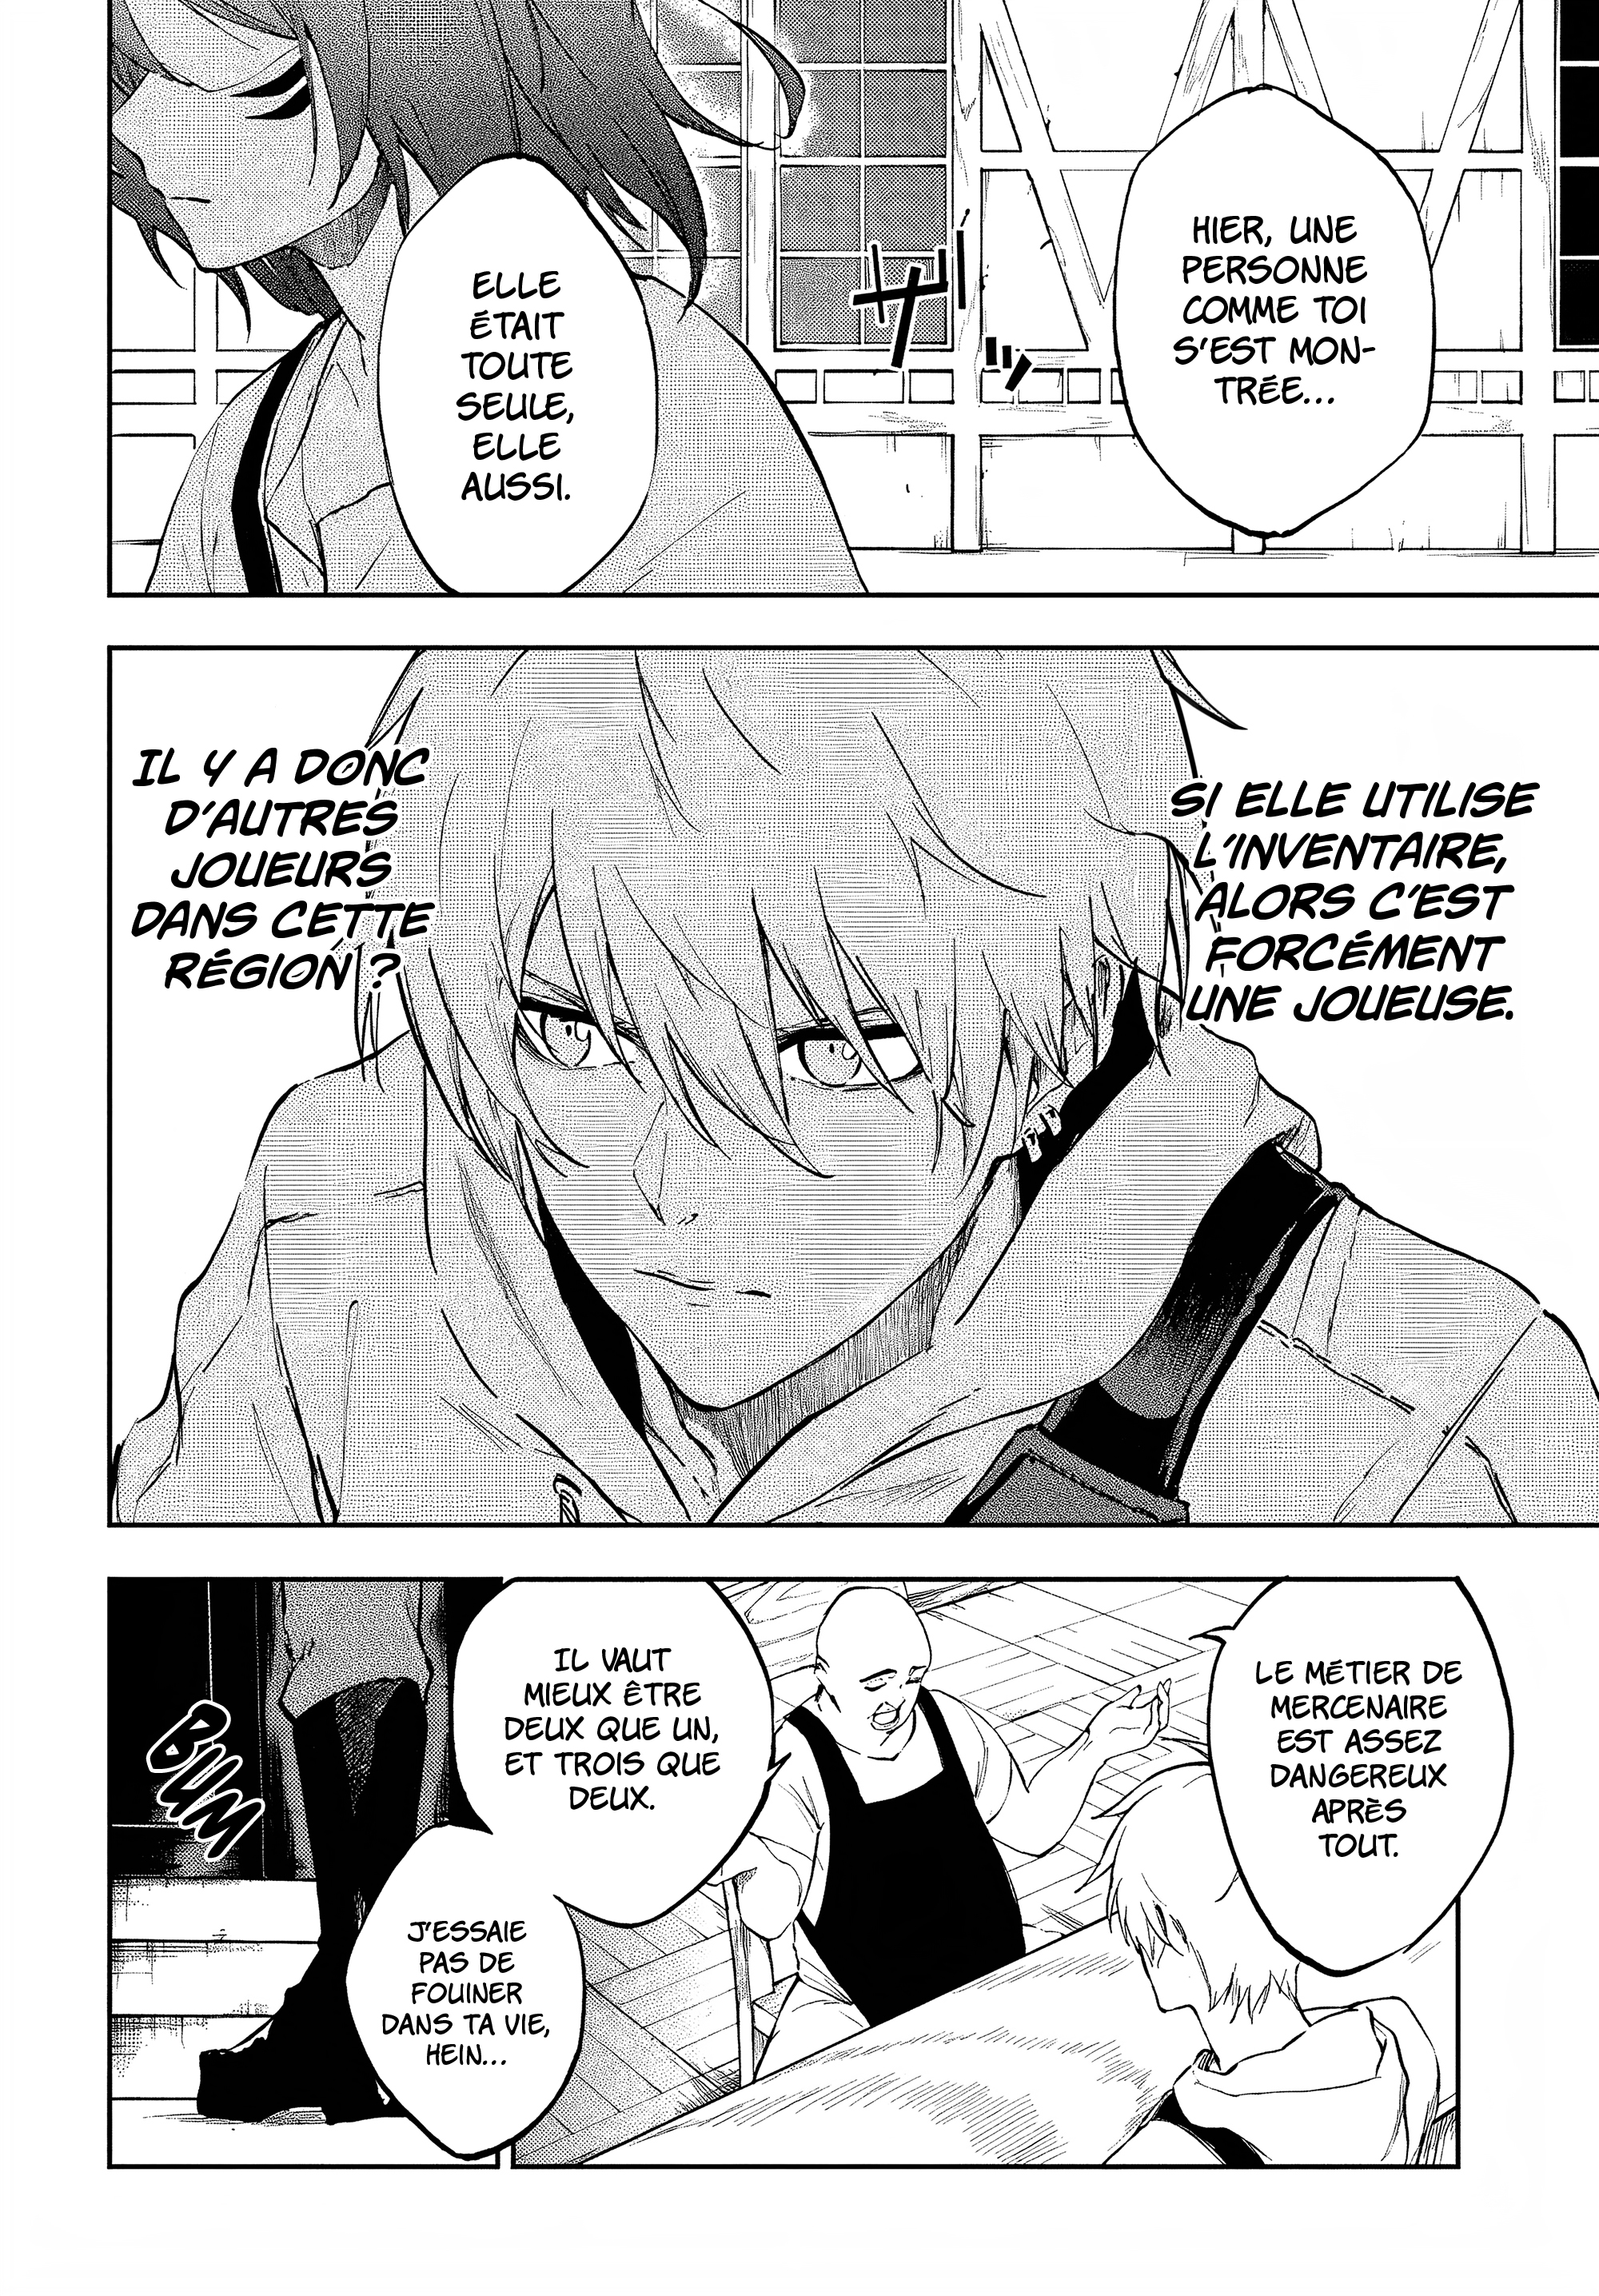 HIER, UNE
PERSONNE
COMME TOI
S'EST MON-
TRÉE...
ELLE
ÉTAIT
TOUTE
SEULE,
ELLE
AUSSI.
SI ELLE UTILISE
L'INVENTAIRE,
ALORS C'EST
FORCÉMENT
UNE JOUEUSE.
IL Y A DONC
D'AUTRES
JOUEURS
DANS CETTE
RÉGION ?
LE MÉTIER DE
MERCENAIRE
EST ASSEZ
DANGEREUX
APRÈS
TOUT.
IL VAUT
MIEUX ÊTRE
DEUX QUE UN,
ET TROIS QUE
DEUX.
J'ESSAIE
PAS DE
FOUINER
DANS TA VIE,
HEIN...
BUM